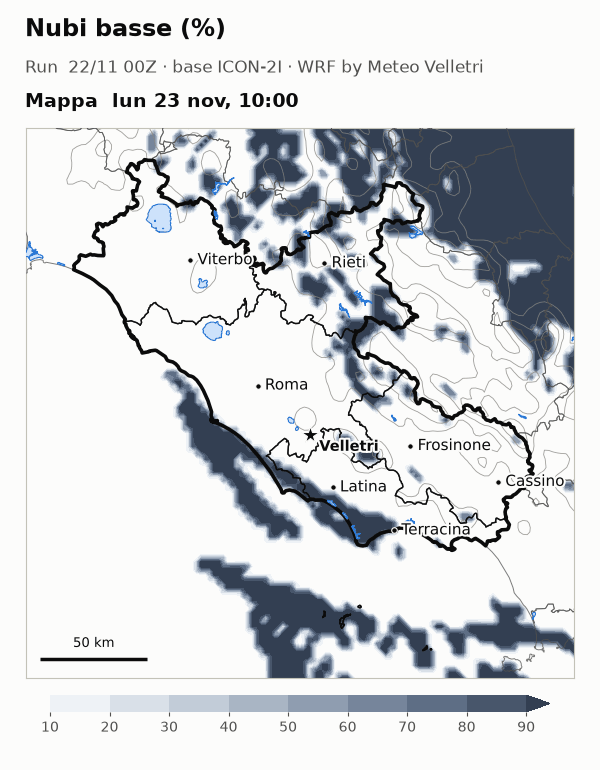 Nubi basse (%)
Run  22/11 00Z · base ICON-2I · WRF by Meteo Velletri
Mappa  lun 23 nov, 10:00
Viterbo
Rieti
Roma
Velletri
Frosinone
Latina
Cassino
Terracina
50 km
10 20 30 40 50 60 70 80 90